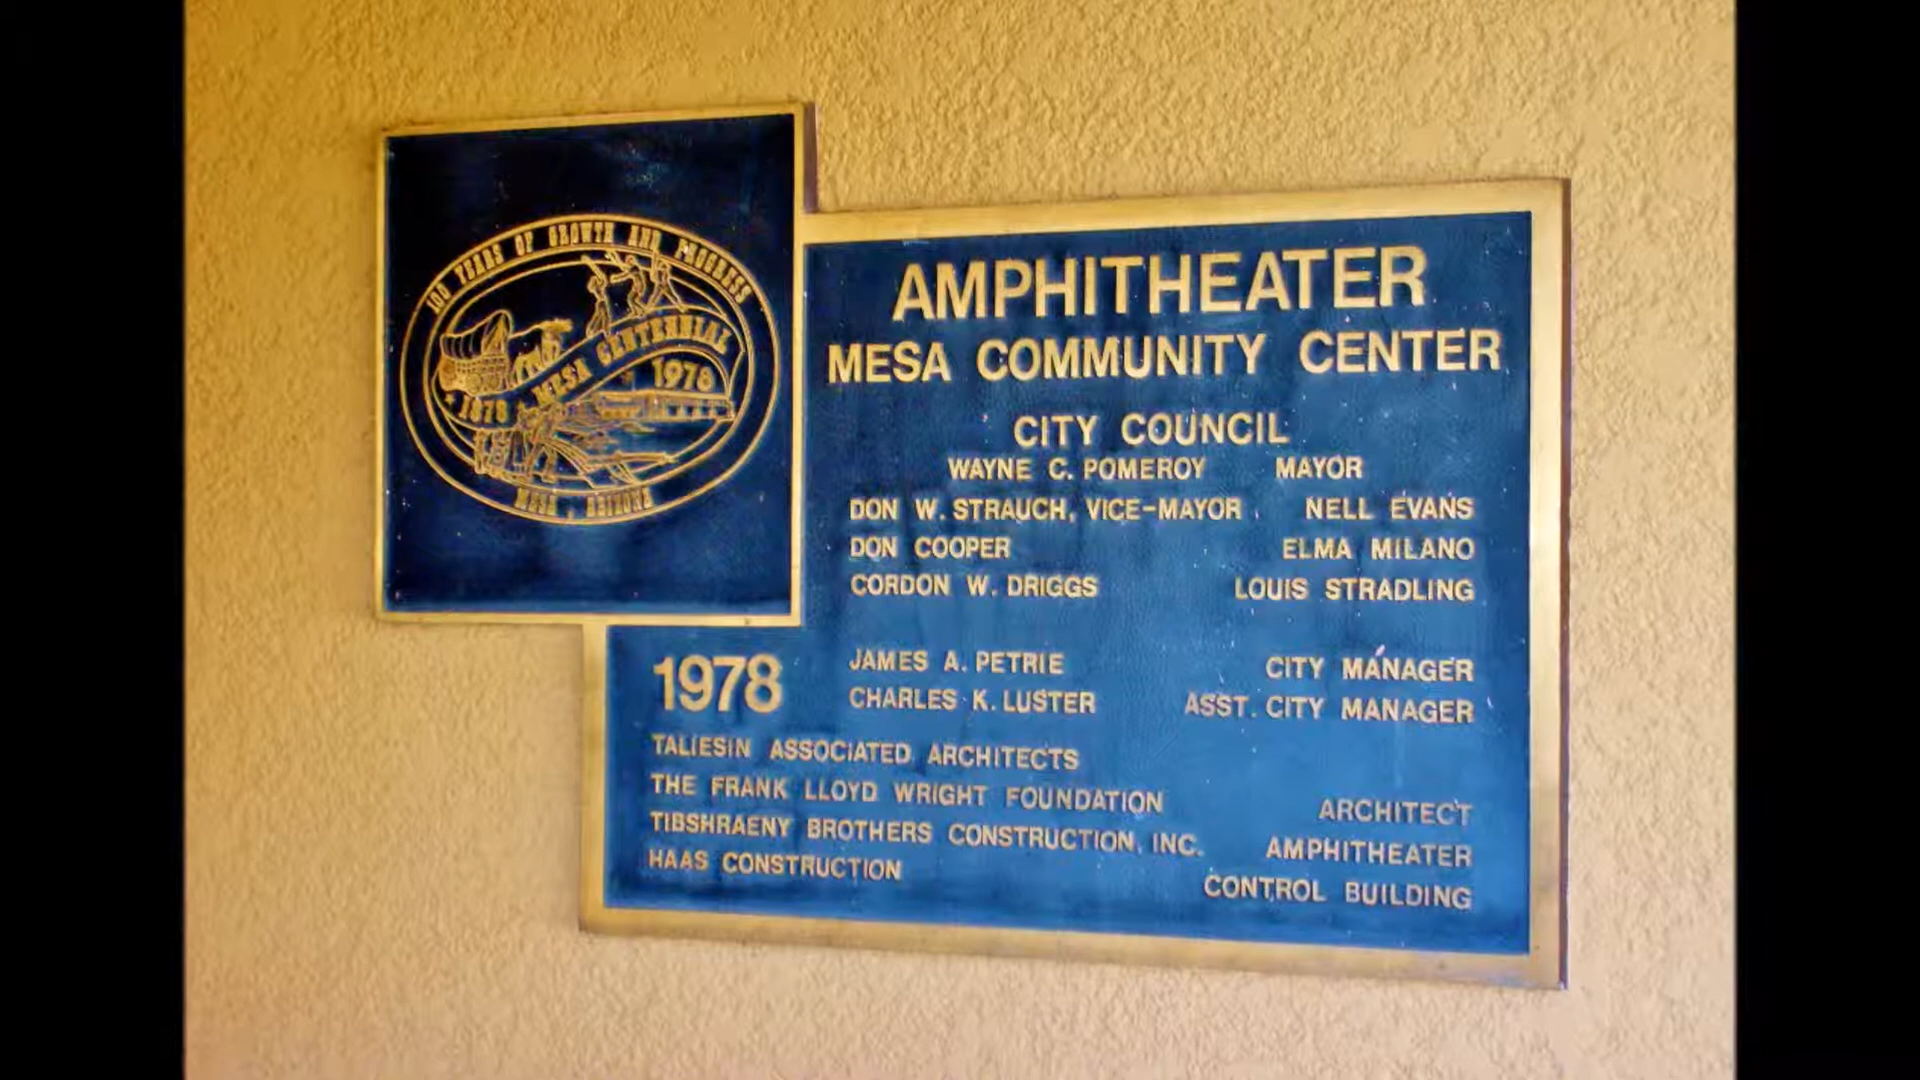 100 YEARS OF GROWTH AND PROGRESS
MESA CENTENNIAL
1978
1878
MESA ARIZONA
AMPHITHEATER
MESA COMMUNITY CENTER
CITY COUNCIL
WAYNE C. POMEROY MAYOR
DON W. STRAUCH, VICE-MAYOR NELL EVANS
DON COOPER ELMA MILANO
CORDON W. DRIGGS LOUIS STRADLING
1978
JAMES A. PETRIE CITY MANAGER
CHARLES K. LUSTER ASST. CITY MANAGER
TALIESIN ASSOCIATED ARCHITECTS
THE FRANK LLOYD WRIGHT FOUNDATION ARCHITECT
TIBSHRAENY BROTHERS CONSTRUCTION, INC. AMPHITHEATER
HAAS CONSTRUCTION CONTROL BUILDING